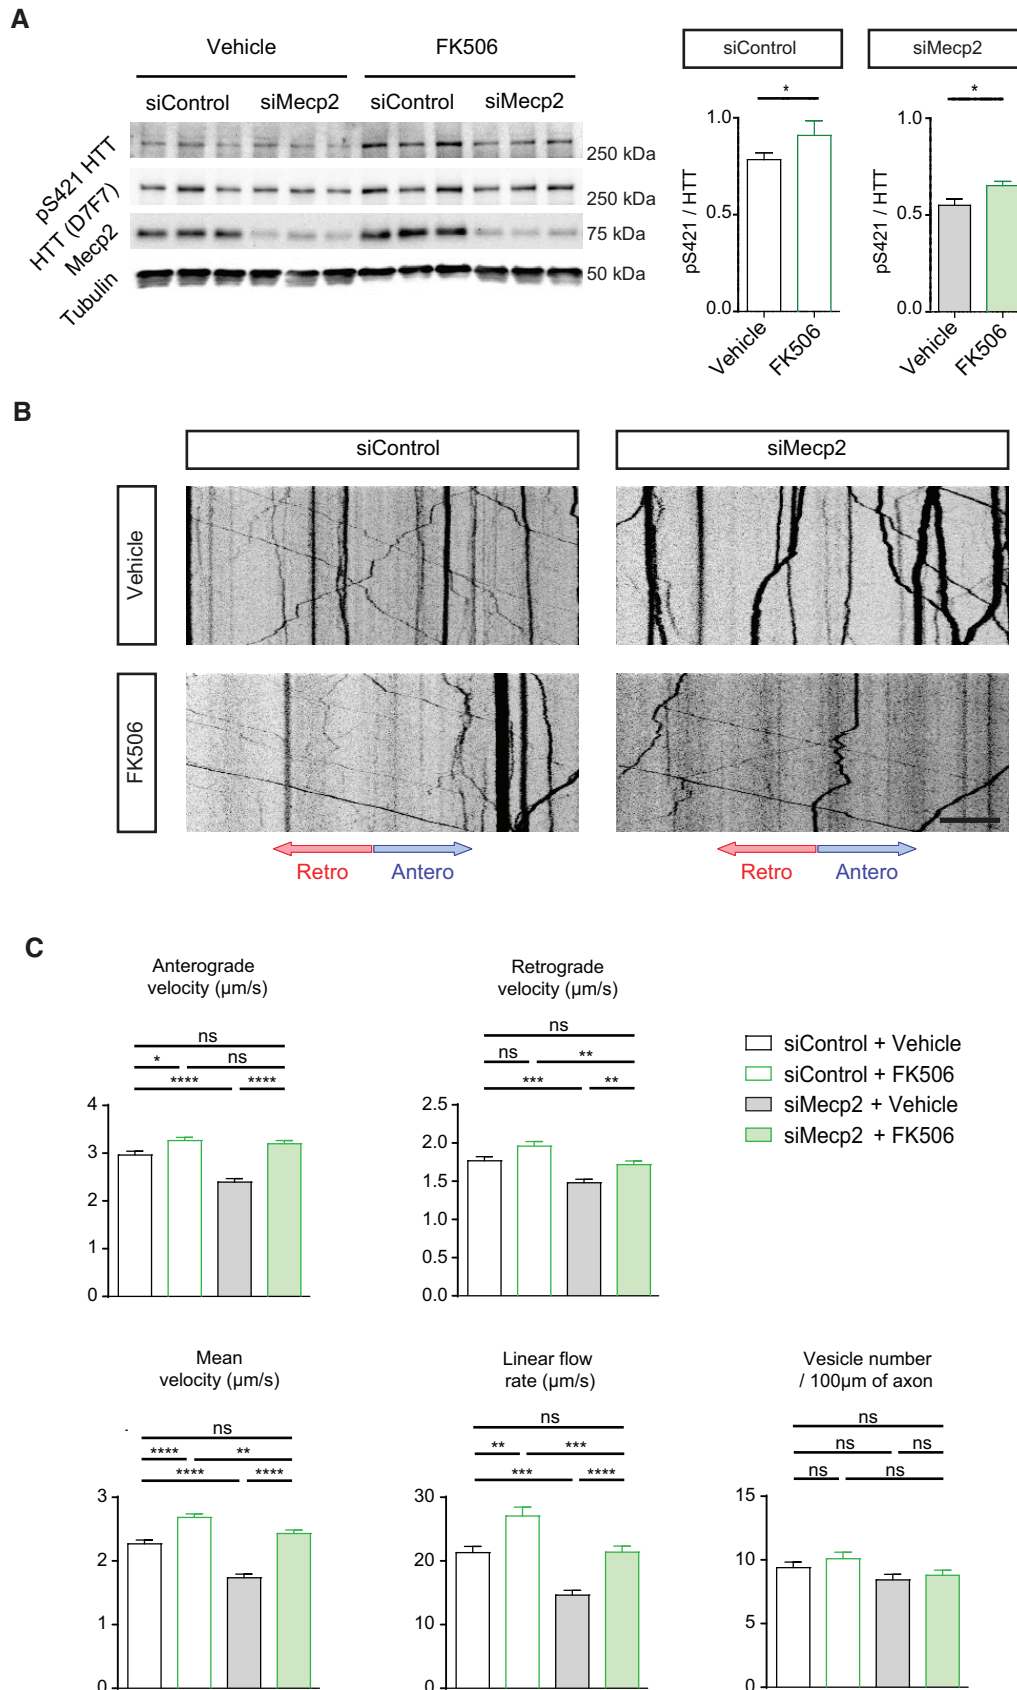 A
Vehicle
FK506
siControl
siMecp2
siControl
siMecp2
pS421 HTT
250 kDa
HTT (D7F7)
250 kDa
Mecp2
75 kDa
Tubulin
50 kDa
siControl
*
1.0
0.5
0.0
pS421 / HTT
Vehicle
FK506
siMecp2
*
1.0
0.5
0.0
pS421 / HTT
Vehicle
FK506
B
siControl
siMecp2
Vehicle
FK506
Retro
Antero
Retro
Antero
C
Anterograde
velocity (µm/s)
ns
*
ns
****
****
4
3
2
1
0
Retrograde
velocity (µm/s)
ns
ns
**
***
**
2.5
2.0
1.5
1.0
0.5
0.0
siControl + Vehicle
siControl + FK506
siMecp2 + Vehicle
siMecp2 + FK506
Mean
velocity (µm/s)
ns
****
**
****
****
3
2
1
0
Linear flow
rate (µm/s)
ns
**
***
***
****
30
20
10
0
Vesicle number
/ 100µm of axon
ns
ns
ns
ns
ns
15
10
5
0